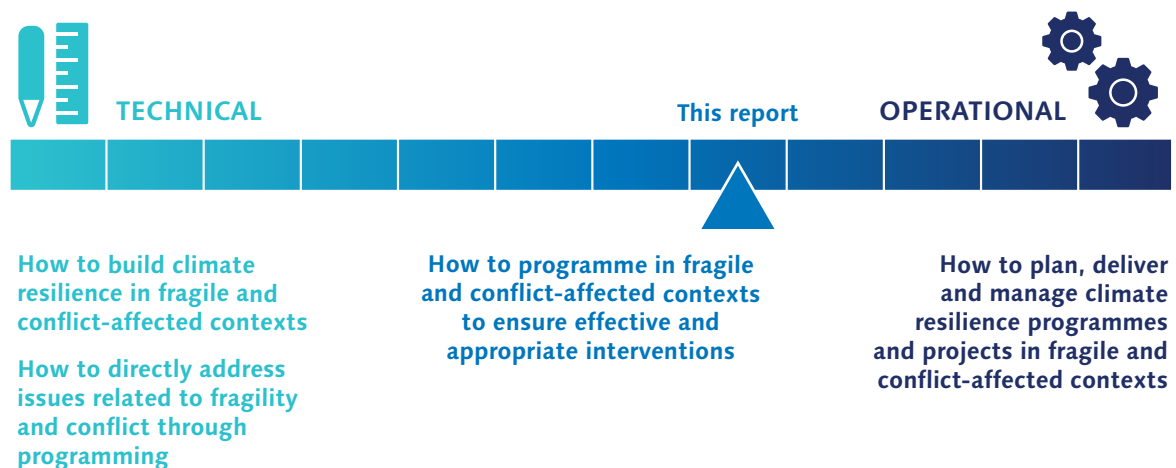 TECHNICAL
This report
OPERATIONAL
How to build climate
resilience in fragile and
conflict-affected contexts
How to directly address
issues related to fragility
and conflict through
programming
How to programme in fragile
and conflict-affected contexts
to ensure effective and
appropriate interventions
How to plan, deliver
and manage climate
resilience programmes
and projects in fragile and
conflict-affected contexts